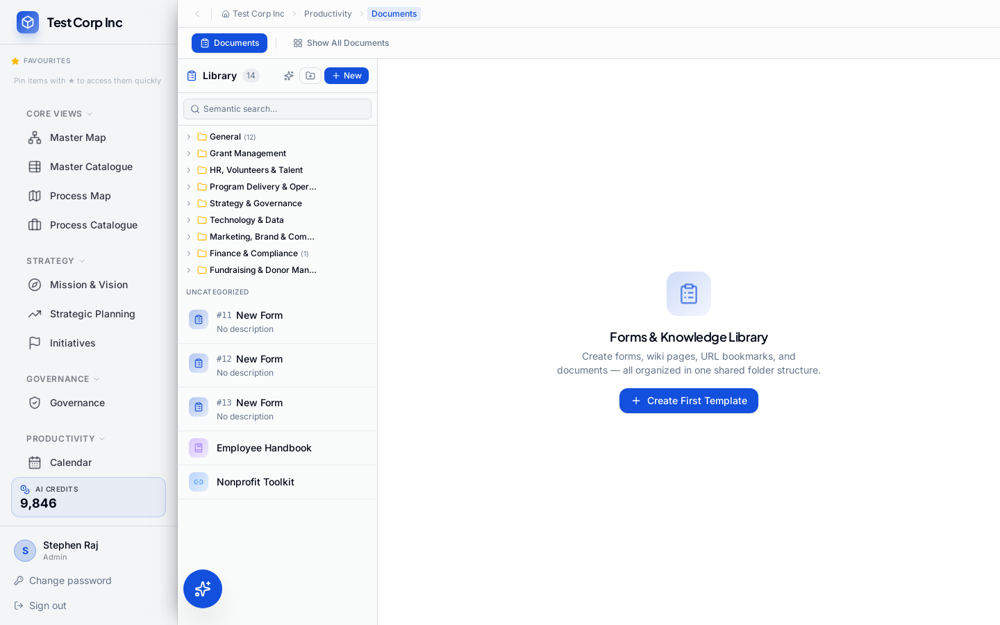 Test Corp Inc
FAVOURITES
Pin items with ★ to access them quickly
CORE VIEWS
Master Map
Master Catalogue
Process Map
Process Catalogue
STRATEGY
Mission & Vision
Strategic Planning
Initiatives
GOVERNANCE
Governance
PRODUCTIVITY
Calendar
AI CREDITS
9,846
S
Stephen Raj
Admin
Change password
Sign out
Test Corp Inc Productivity Documents
Documents Show All Documents
Library 14 New
Semantic search...
General (12)
Grant Management
HR, Volunteers & Talent
Program Delivery & Oper...
Strategy & Governance
Technology & Data
Marketing, Brand & Com...
Finance & Compliance (1)
Fundraising & Donor Man...
UNCATEGORIZED
#11 New Form
No description
#12 New Form
No description
#13 New Form
No description
Employee Handbook
Nonprofit Toolkit
Forms & Knowledge Library
Create forms, wiki pages, URL bookmarks, and
documents — all organized in one shared folder structure.
Create First Template